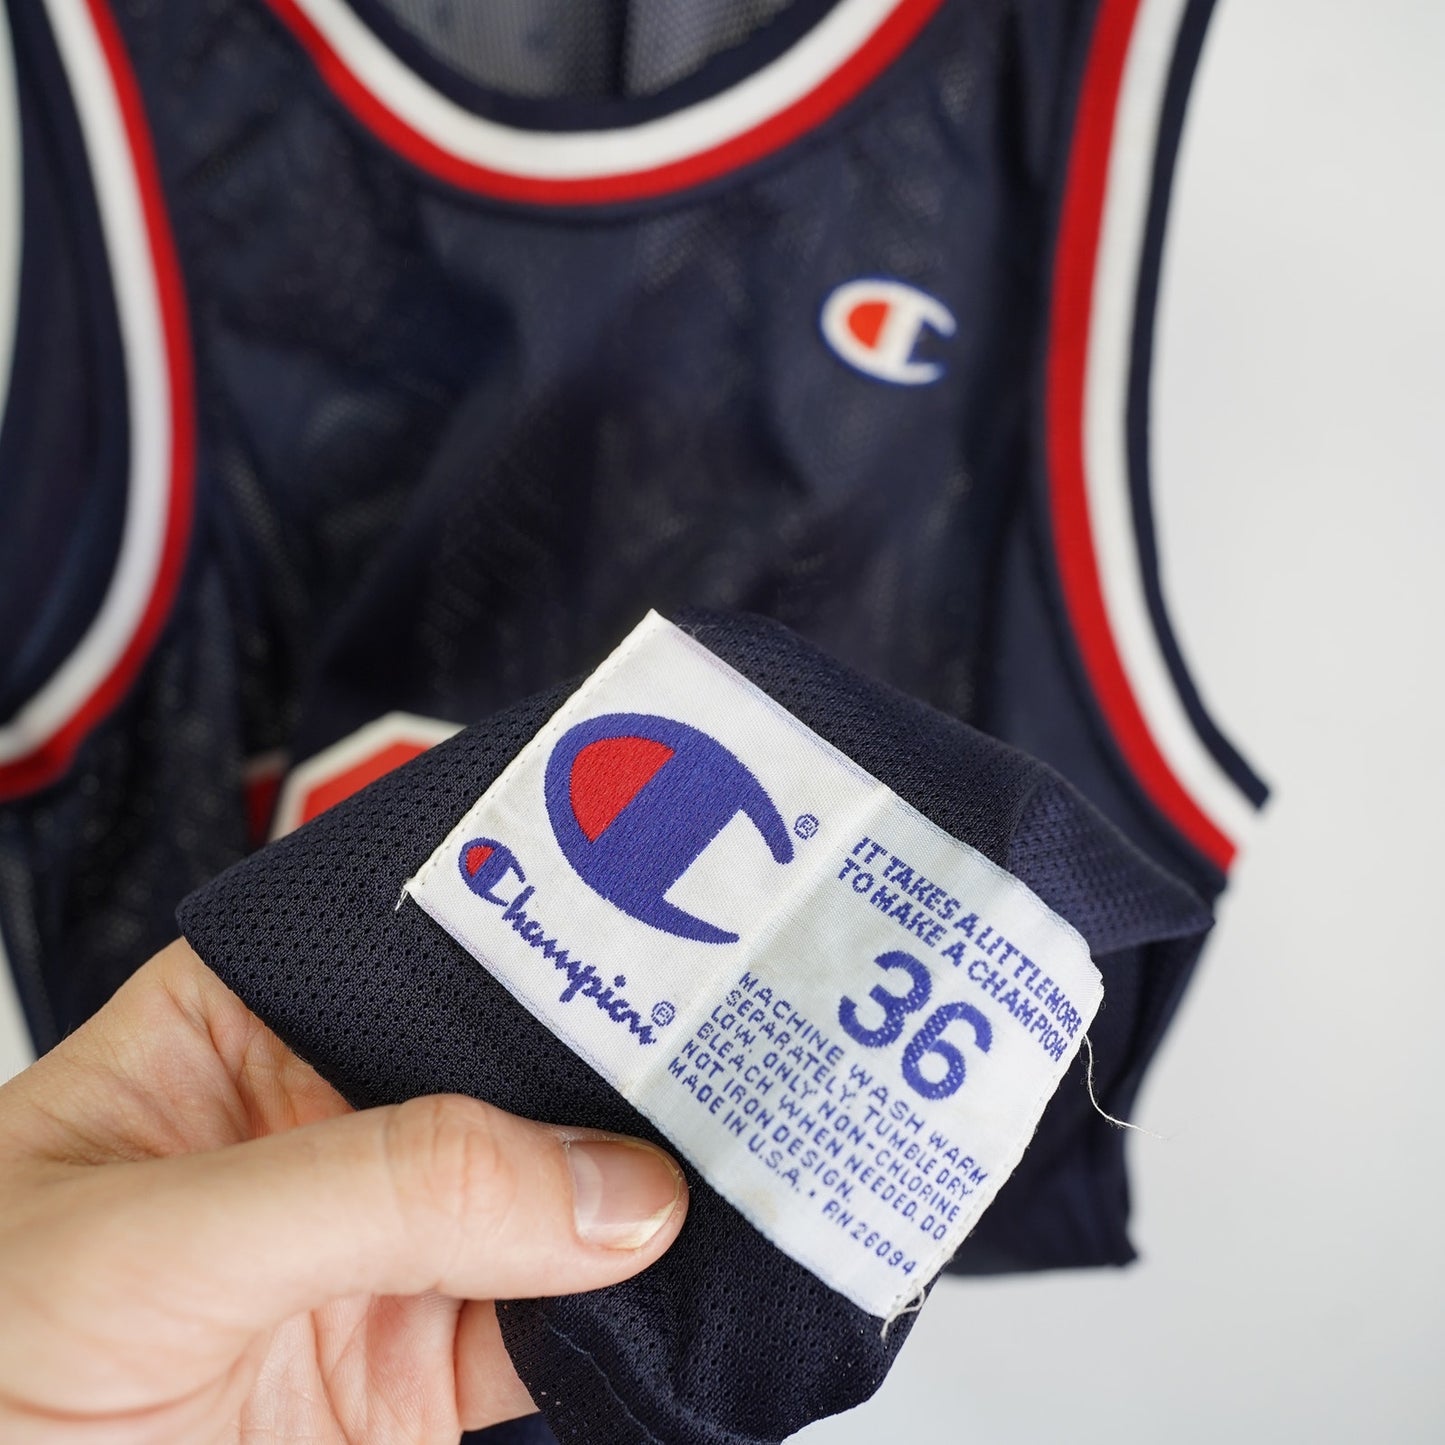 ®
Champion®
IT TAKES A LITTLE MORE
TO MAKE A CHAMPION
36
MACHINE WASH WARM
SEPARATELY, TUMBLE DRY
LOW. ONLY NON-CHLORINE
BLEACH WHEN NEEDED, DO
NOT IRON DESIGN.
MADE IN U.S.A. • RN 26094